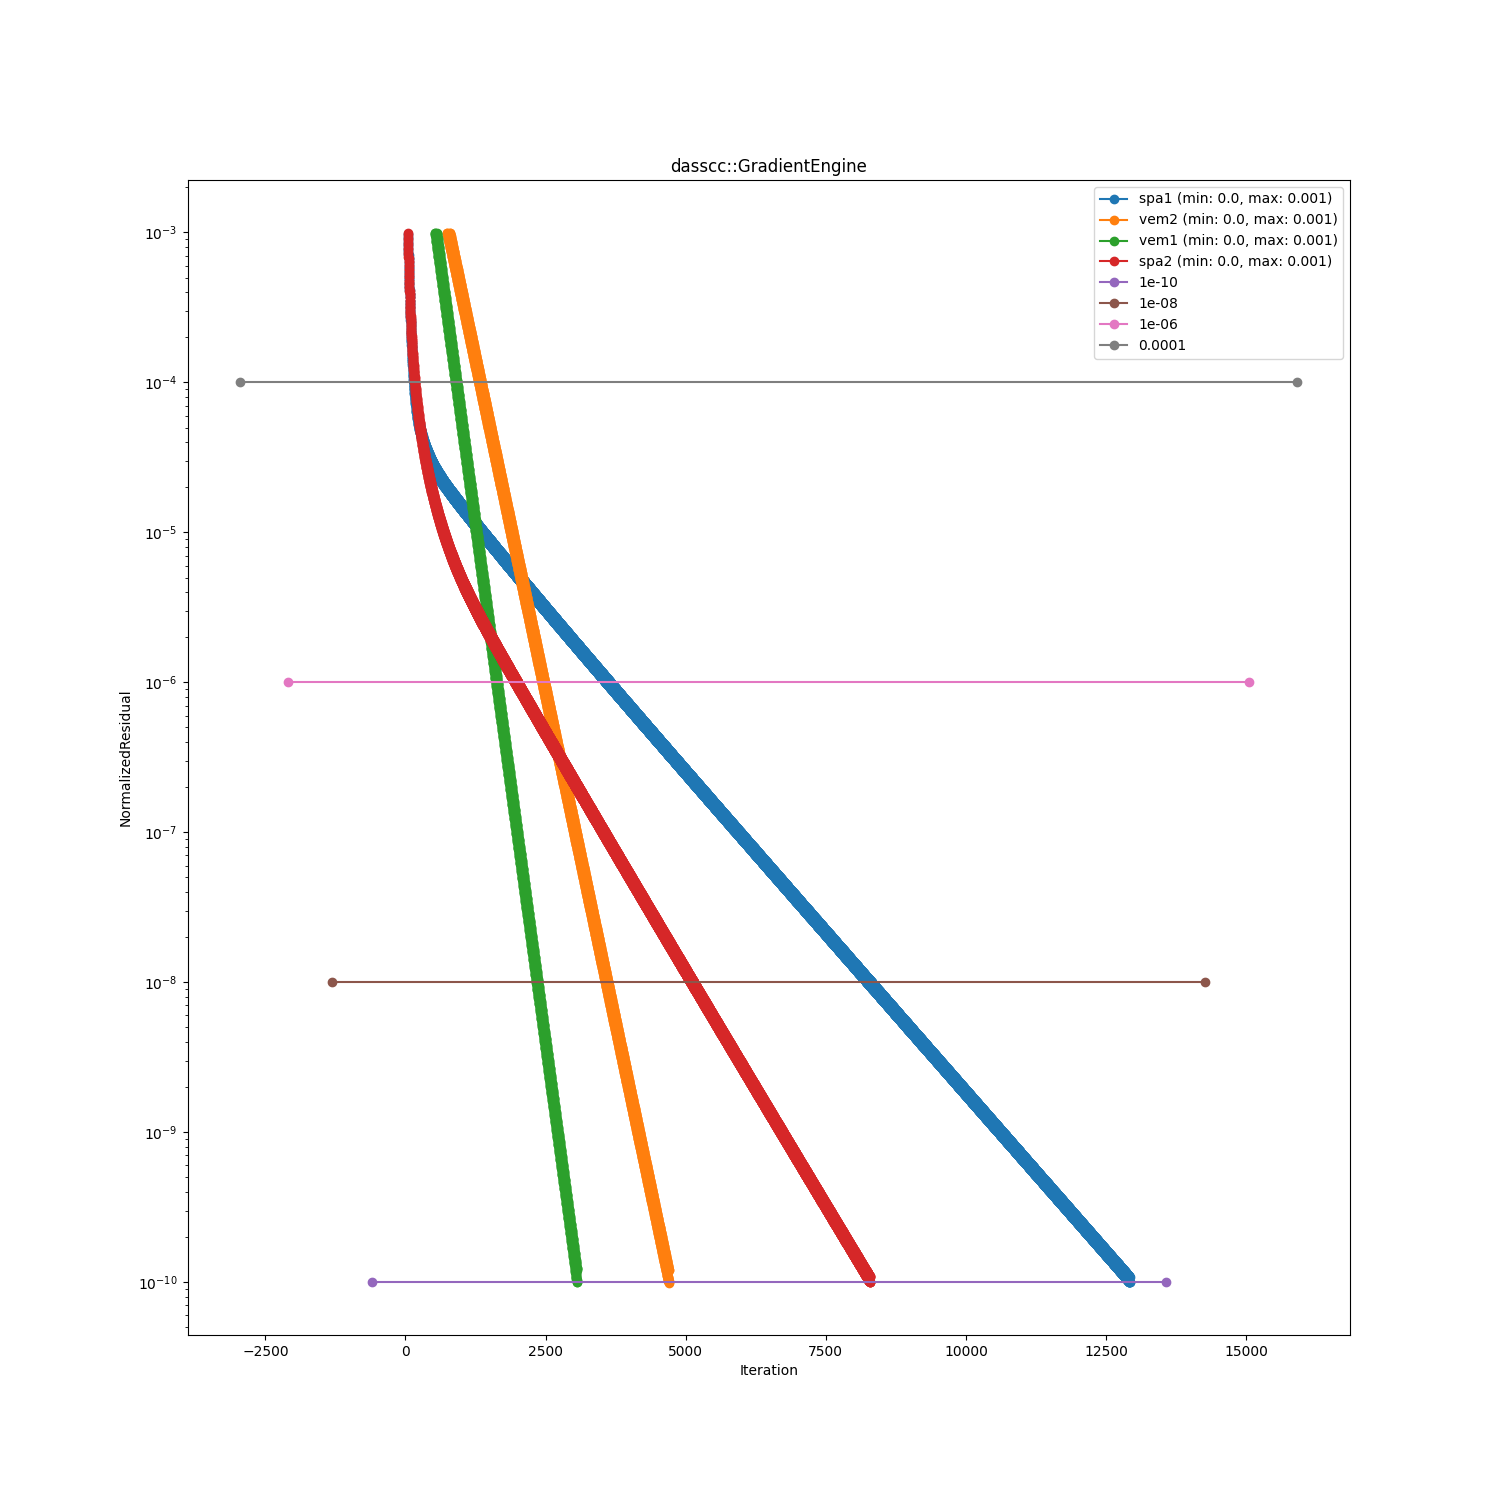 dasscc::GradientEngine
spa1 (min: 0.0, max: 0.001)
vem2 (min: 0.0, max: 0.001)
vem1 (min: 0.0, max: 0.001)
spa2 (min: 0.0, max: 0.001)
1e-10
1e-08
1e-06
0.0001
NormalizedResidual
10⁻³
10⁻⁴
10⁻⁵
10⁻⁶
10⁻⁷
10⁻⁸
10⁻⁹
10⁻¹⁰
−2500 0 2500 5000 7500 10000 12500 15000
Iteration